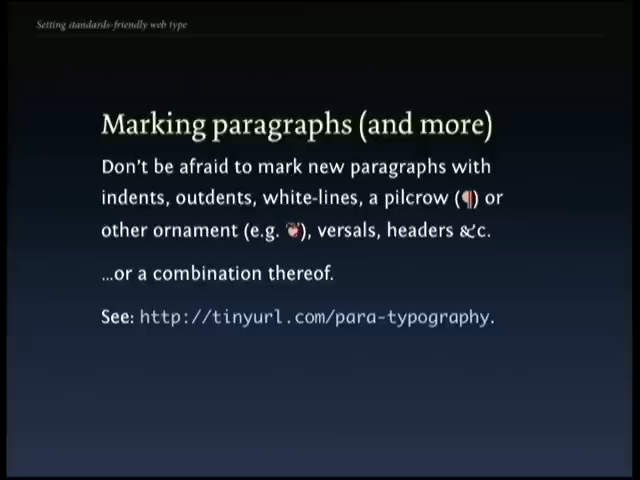 Setting standards-friendly web type
Marking paragraphs (and more)
Don't be afraid to mark new paragraphs with
indents, outdents, white-lines, a pilcrow (¶) or
other ornament (e.g. ❦), versals, headers &c.
…or a combination thereof.
See: http://tinyurl.com/para-typography.